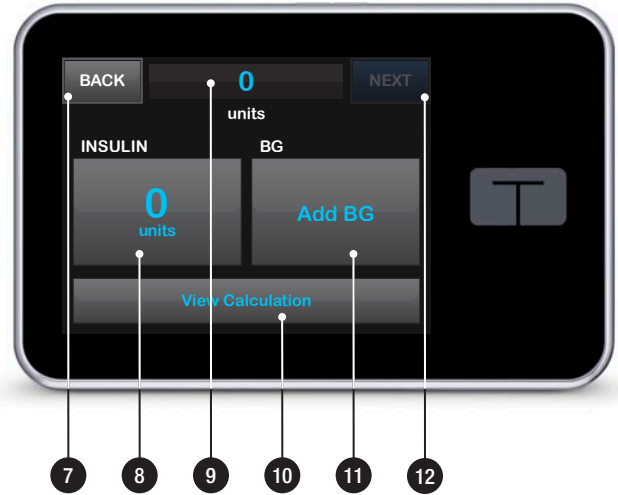 BACK
0
NEXT
units
INSULIN
BG
0
units
Add BG
View Calculation
7
8
9
10
11
12